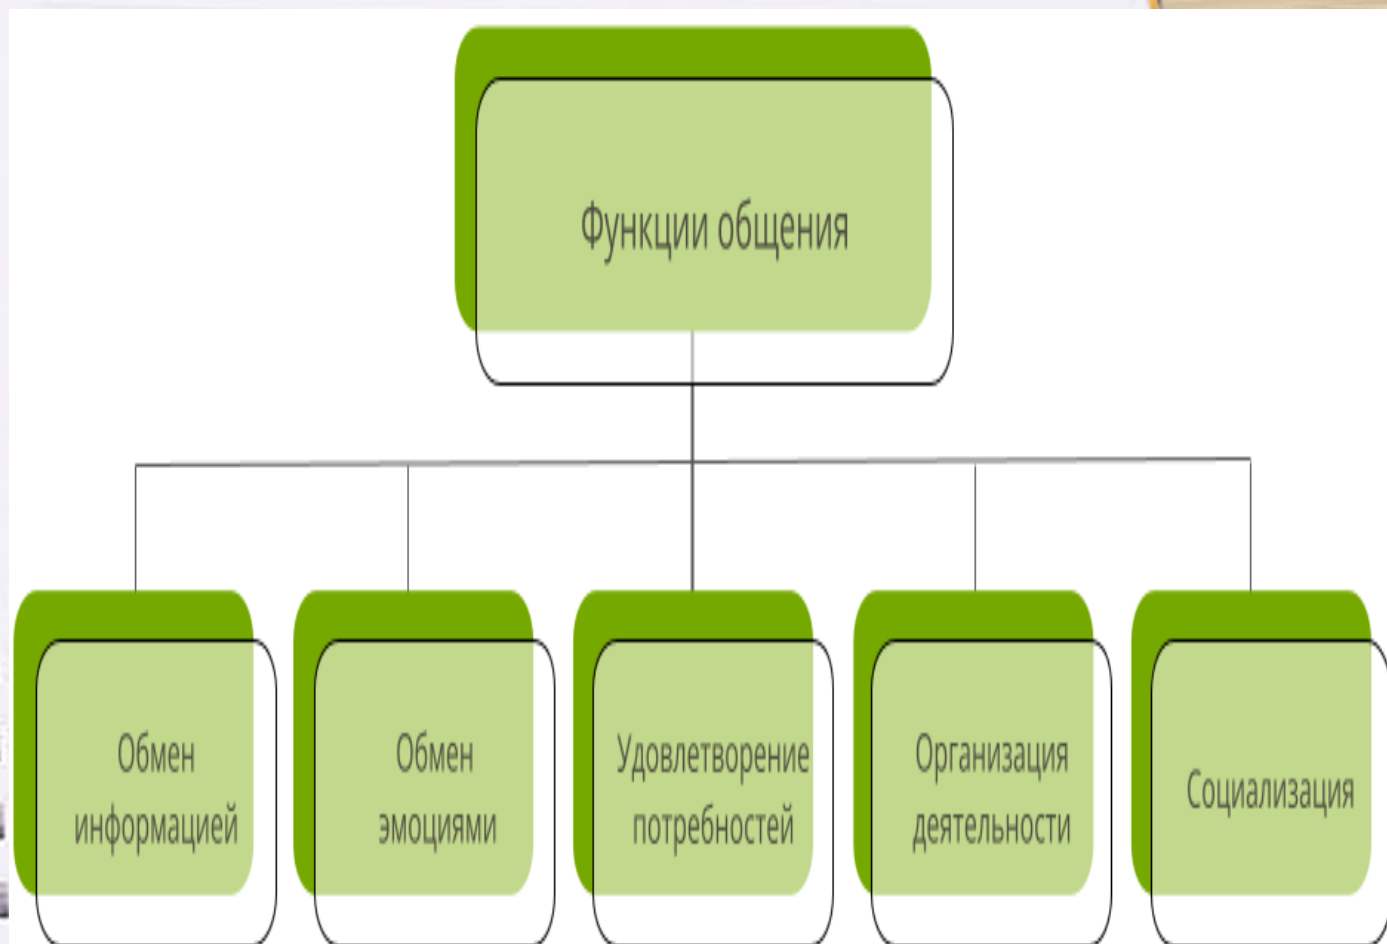 Функции общения
Обмен
информацией
Обмен
эмоциями
Удовлетворение
потребностей
Организация
деятельности
Социализация